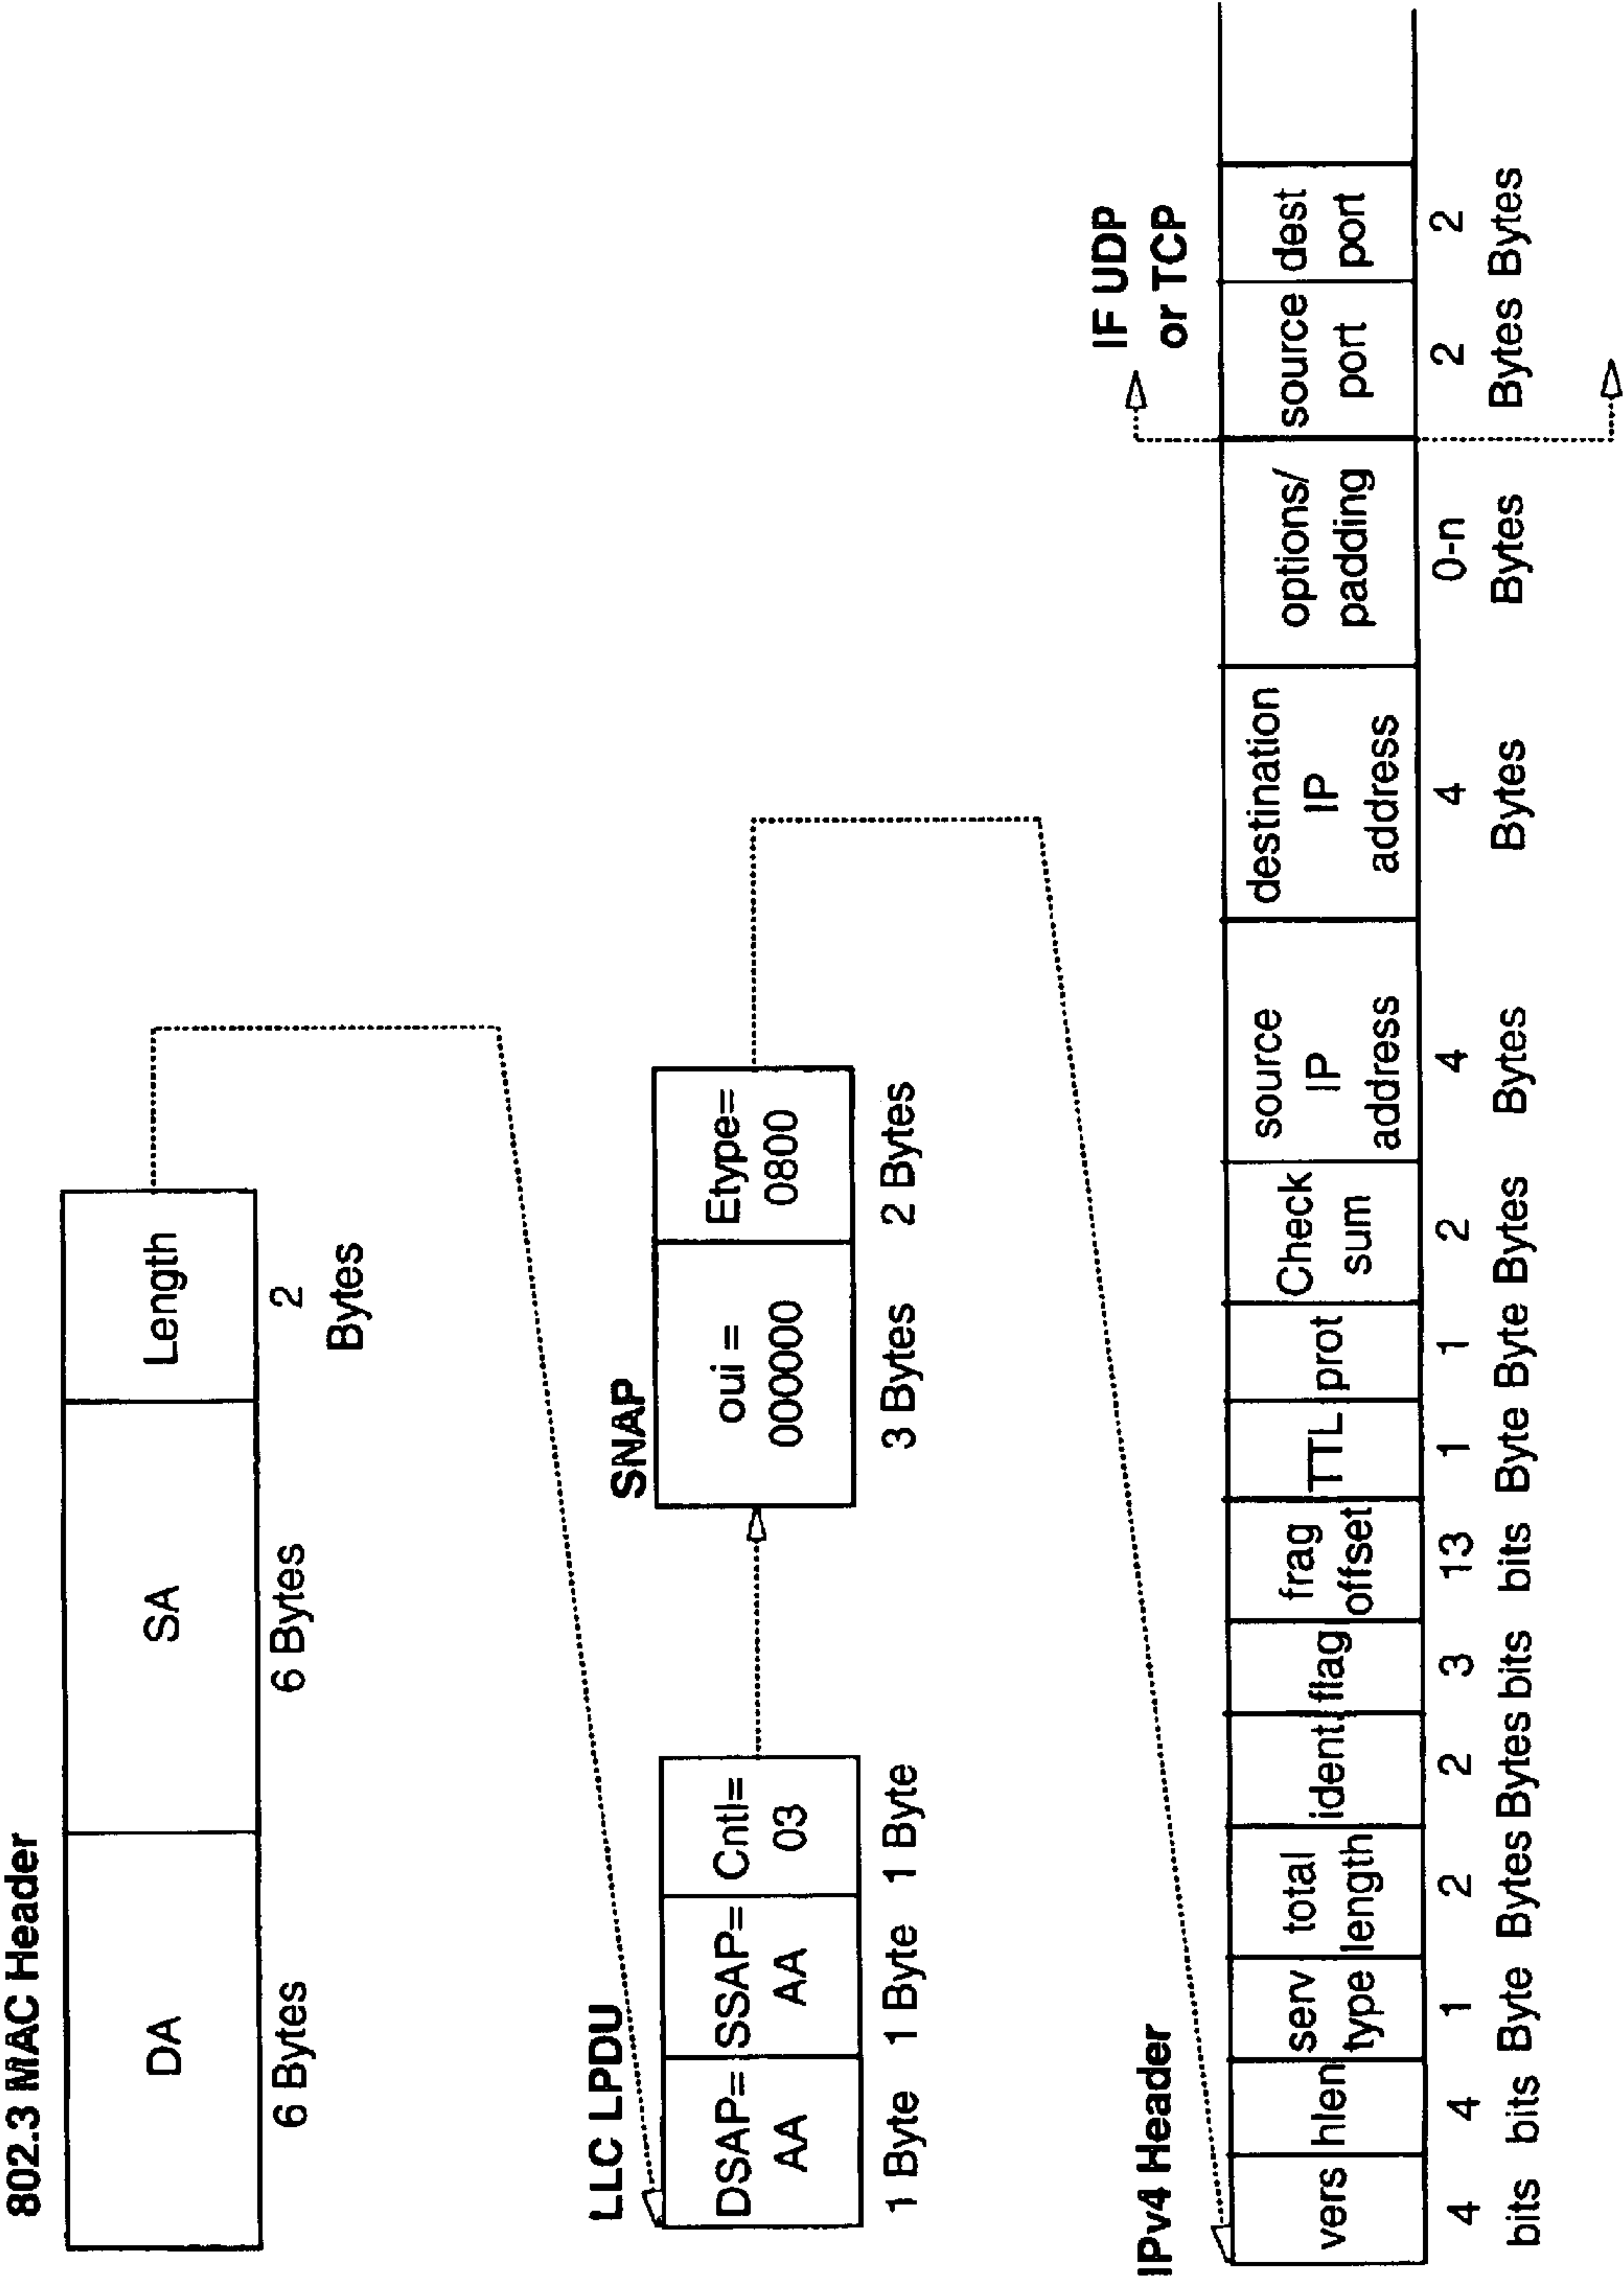 802.3 MAC Header
DA
SA
Length
6 Bytes
6 Bytes
2
Bytes
LLC LPDU
DSAP=
AA
SSAP=
AA
Cntl=
03
1 Byte
1 Byte
1 Byte
SNAP
oui =
000000
Etype=
0800
3 Bytes
2 Bytes
IPv4 Header
IF UDP
or TCP
vers
hlen
serv
type
total
length
ident.
flag
frag
offset
TTL
prot
Check
sum
source
IP
address
destination
IP
address
options/
padding
source
port
dest
port
4
bits
4
bits
1
Byte
2
Bytes
2
Bytes
3
bits
13
bits
1
Byte
1
Byte
2
Bytes
4
Bytes
4
Bytes
0-n
Bytes
2
Bytes
2
Bytes